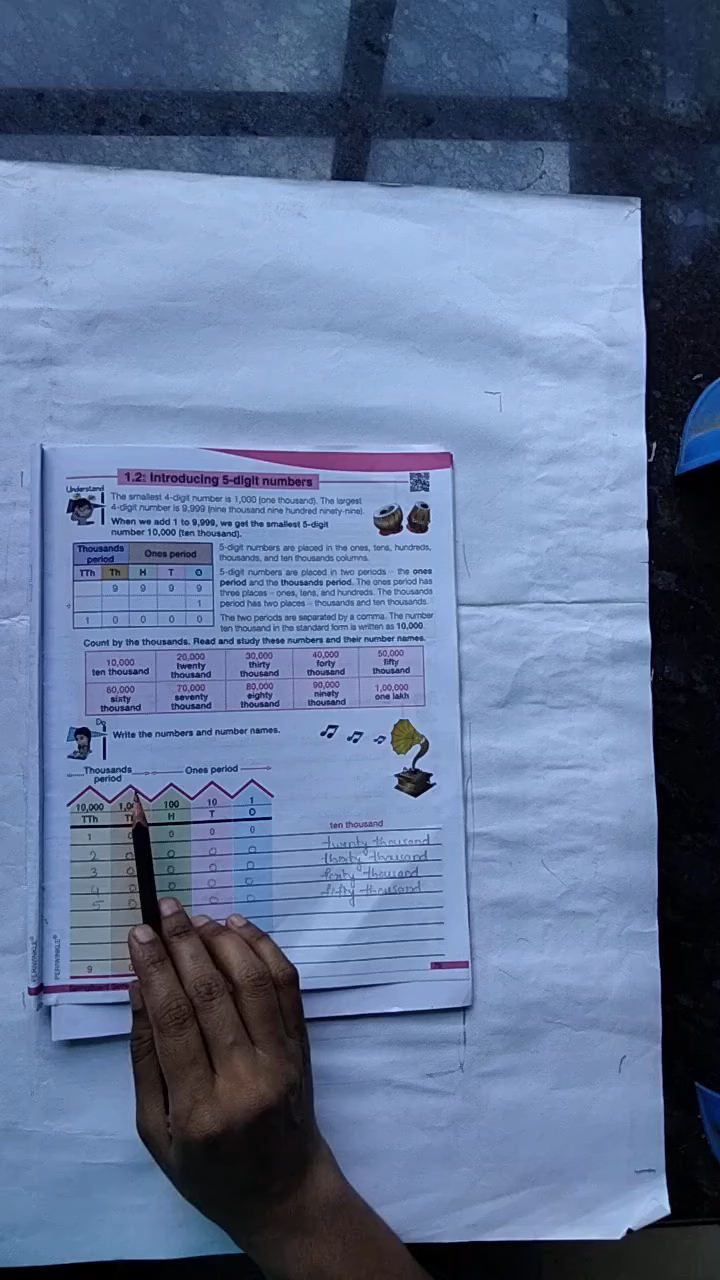 1.2: Introducing 5-digit numbers
Understand
The smallest 4-digit number is 1,000 (one thousand). The largest
4-digit number is 9,999 (nine thousand nine hundred ninety-nine).
When we add 1 to 9,999, we get the smallest 5-digit
number 10,000 (ten thousand).
Thousands period Ones period
TTh Th H T O
9 9 9 9
+ 1
1 0 0 0 0
5-digit numbers are placed in the ones, tens, hundreds,
thousands, and ten thousands columns.
5-digit numbers are placed in two periods – the ones
period and the thousands period. The ones period has
three places – ones, tens, and hundreds. The thousands
period has two places – thousands and ten thousands.
The two periods are separated by a comma. The number
ten thousand in the standard form is written as 10,000.
Count by the thousands. Read and study these numbers and their number names.
10,000 20,000 30,000 40,000 50,000
ten thousand twenty thousand thirty thousand forty thousand fifty thousand
60,000 70,000 80,000 90,000 1,00,000
sixty thousand seventy thousand eighty thousand ninety thousand one lakh
Do
Write the numbers and number names.
Thousands period Ones period
10,000 100 10 1
TTh H T O
1 0 0 0 0 ten thousand
2 0 0 0 0 twenty thousand
3 0 0 0 0 thirty thousand
4 0 0 0 0 forty thousand
5 0 0 0 fifty thousand
9
PERIWINKLE
PERIWINKLE